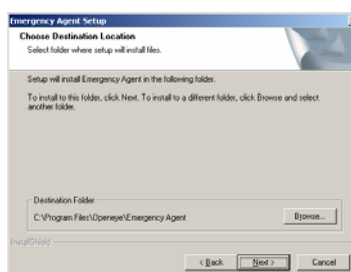 Emergency Agent Setup
Choose Destination Location
Select folder where setup will install files.
Setup will install Emergency Agent in the following folder.
To install to this folder, click Next. To install to a different folder, click Browse and select
another folder.
Destination Folder
C:\Program Files\Openeye\Emergency Agent
Browse...
InstallShield
< Back
Next >
Cancel